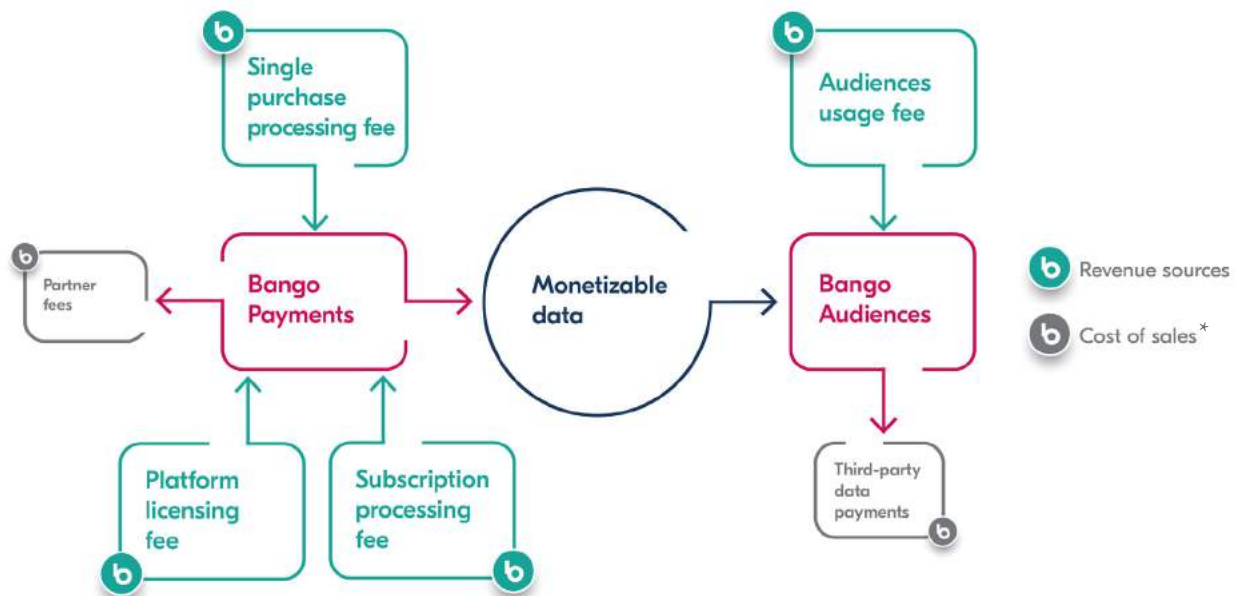 b
Single
purchase
processing fee
b
Audiences
usage fee
b
Partner
fees
Bango
Payments
Monetizable
data
Bango
Audiences
b Revenue sources
b Cost of sales*
Platform
licensing
fee
b
Subscription
processing
fee
b
Third-party
data
payments
b